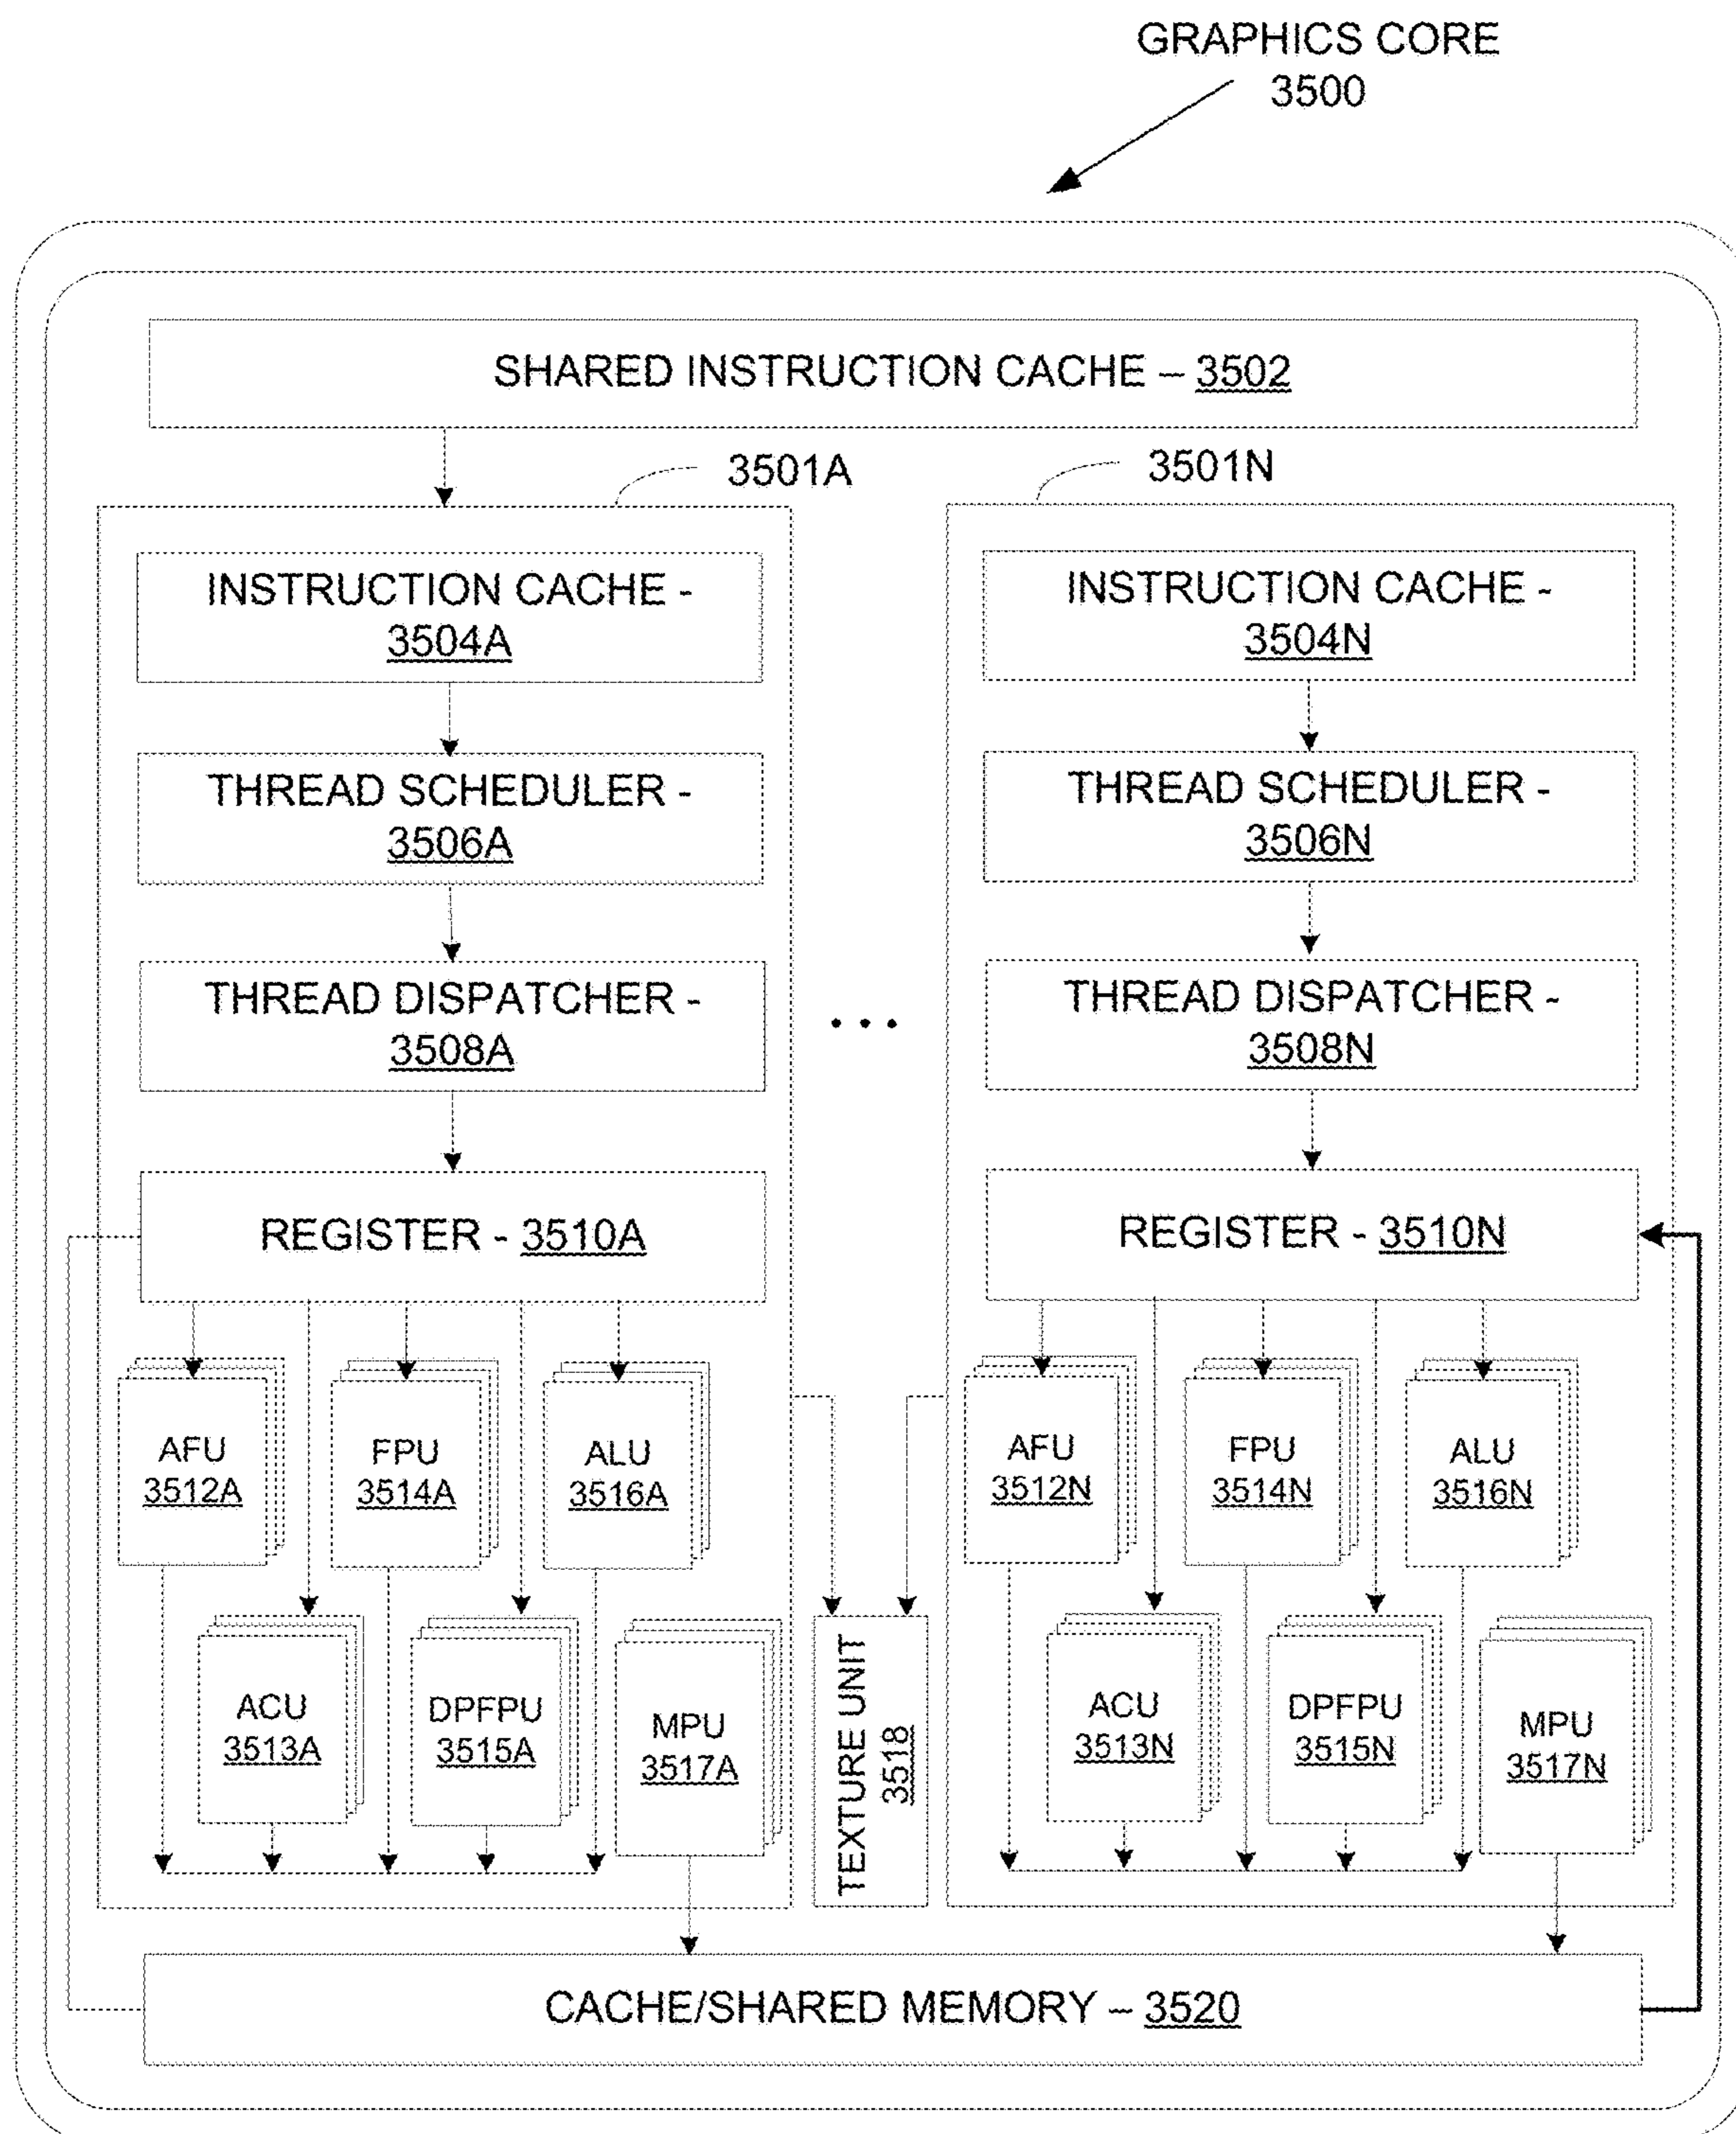 GRAPHICS CORE
3500
SHARED INSTRUCTION CACHE – 3502
3501A
3501N
INSTRUCTION CACHE -
3504A
THREAD SCHEDULER -
3506A
THREAD DISPATCHER -
3508A
REGISTER - 3510A
AFU
3512A
FPU
3514A
ALU
3516A
ACU
3513A
DPFPU
3515A
MPU
3517A
...
TEXTURE UNIT
3518
INSTRUCTION CACHE -
3504N
THREAD SCHEDULER -
3506N
THREAD DISPATCHER -
3508N
REGISTER - 3510N
AFU
3512N
FPU
3514N
ALU
3516N
ACU
3513N
DPFPU
3515N
MPU
3517N
CACHE/SHARED MEMORY – 3520